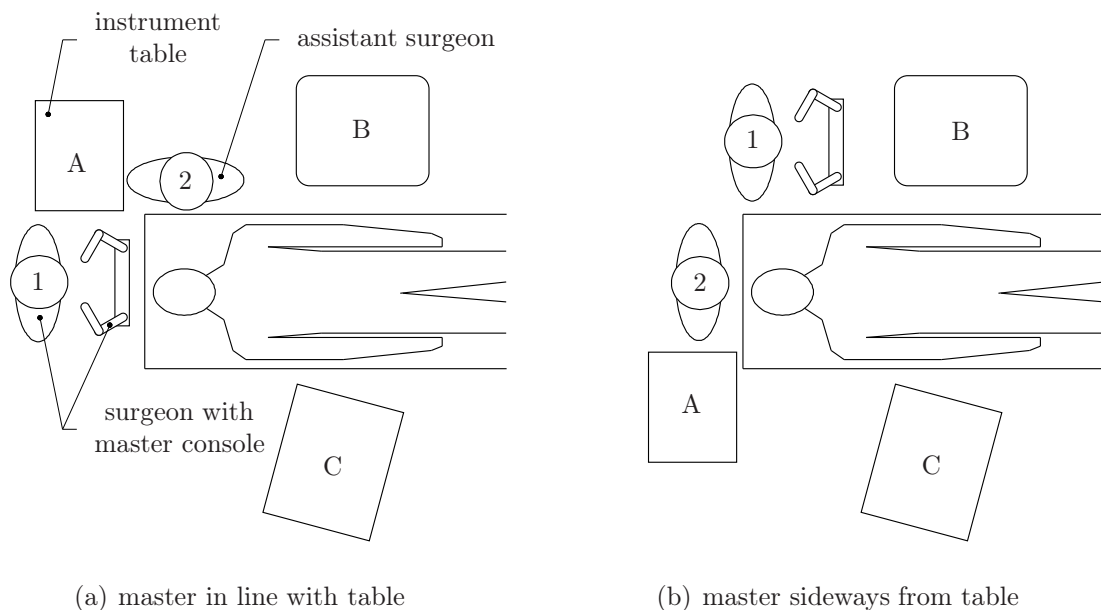 instrument
table
assistant surgeon
A
B
2
1
surgeon with
master console
C
(a) master in line with table
1
B
2
A
C
(b) master sideways from table